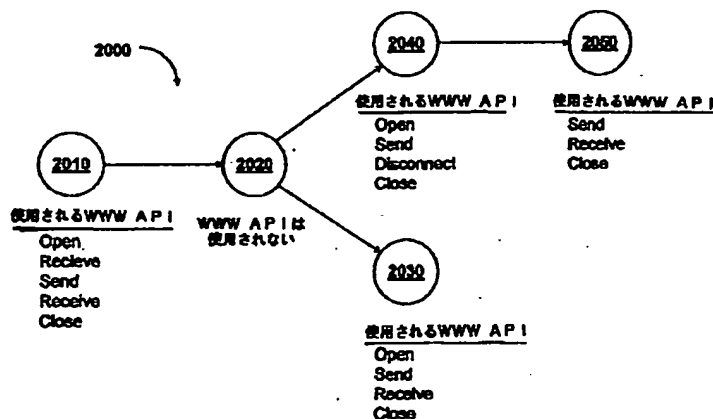 2000
2010
使用されるWWW API
Open
Recieve
Send
Receive
Close
2020
WWW APIは
使用されない
2040
使用されるWWW API
Open
Send
Disconnect
Close
2050
使用されるWWW API
Send
Receive
Close
2030
使用されるWWW API
Open
Send
Receive
Close